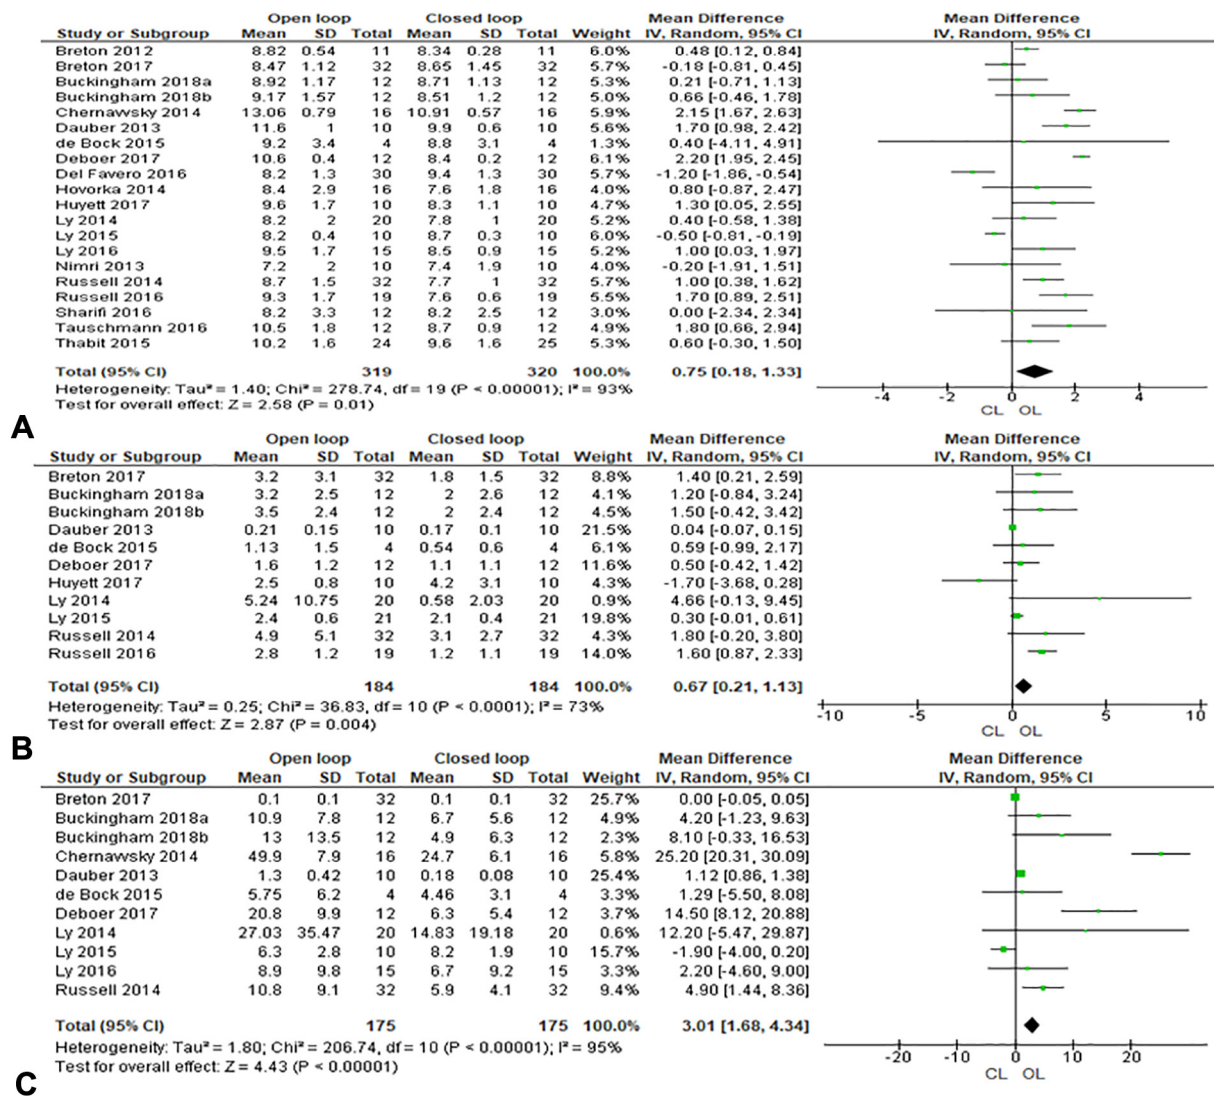 Open loop Closed loop Mean Difference Mean Difference
Study or Subgroup Mean SD Total Mean SD Total Weight IV, Random, 95% CI IV, Random, 95% CI
Breton 2012 8.82 0.54 11 8.34 0.28 11 6.0% 0.48 [0.12, 0.84]
Breton 2017 8.47 1.12 32 8.65 1.45 32 5.7% -0.18 [-0.81, 0.45]
Buckingham 2018a 8.92 1.17 12 8.71 1.13 12 5.3% 0.21 [-0.71, 1.13]
Buckingham 2018b 9.17 1.57 12 8.51 1.2 12 5.0% 0.66 [-0.46, 1.78]
Chernawsky 2014 13.06 0.79 16 10.91 0.57 16 5.9% 2.15 [1.67, 2.63]
Dauber 2013 11.6 1 10 9.9 0.6 10 5.6% 1.70 [0.98, 2.42]
de Bock 2015 9.2 3.4 4 8.8 3.1 4 1.3% 0.40 [-4.11, 4.91]
Deboer 2017 10.6 0.4 12 8.4 0.2 12 6.1% 2.20 [1.95, 2.45]
Del Favero 2016 8.2 1.3 30 9.4 1.3 30 5.7% -1.20 [-1.86, -0.54]
Hovorka 2014 8.4 2.9 16 7.6 1.8 16 4.0% 0.80 [-0.87, 2.47]
Huyett 2017 9.6 1.7 10 8.3 1.1 10 4.7% 1.30 [0.05, 2.55]
Ly 2014 8.2 2 20 7.8 1 20 5.2% 0.40 [-0.58, 1.38]
Ly 2015 8.2 0.4 10 8.7 0.3 10 6.0% -0.50 [-0.81, -0.19]
Ly 2016 9.5 1.7 15 8.5 0.9 15 5.2% 1.00 [0.03, 1.97]
Nimri 2013 7.2 2 10 7.4 1.9 10 4.0% -0.20 [-1.91, 1.51]
Russell 2014 8.7 1.5 32 7.7 1 32 5.7% 1.00 [0.38, 1.62]
Russell 2016 9.3 1.7 19 7.6 0.6 19 5.5% 1.70 [0.89, 2.51]
Sharifi 2016 8.2 3.3 12 8.2 2.5 12 3.0% 0.00 [-2.34, 2.34]
Tauschmann 2016 10.5 1.8 12 8.7 0.9 12 4.9% 1.80 [0.66, 2.94]
Thabit 2015 10.2 1.6 24 9.6 1.6 25 5.3% 0.60 [-0.30, 1.50]
Total (95% CI) 319 320 100.0% 0.75 [0.18, 1.33]
Heterogeneity: Tau² = 1.40; Chi² = 278.74, df = 19 (P < 0.00001); I² = 93%
Test for overall effect: Z = 2.58 (P = 0.01)
-4 -2 0 2 4
CL OL
A
Open loop Closed loop Mean Difference Mean Difference
Study or Subgroup Mean SD Total Mean SD Total Weight IV, Random, 95% CI IV, Random, 95% CI
Breton 2017 3.2 3.1 32 1.8 1.5 32 8.8% 1.40 [0.21, 2.59]
Buckingham 2018a 3.2 2.5 12 2 2.6 12 4.1% 1.20 [-0.84, 3.24]
Buckingham 2018b 3.5 2.4 12 2 2.4 12 4.5% 1.50 [-0.42, 3.42]
Dauber 2013 0.21 0.15 10 0.17 0.1 10 21.5% 0.04 [-0.07, 0.15]
de Bock 2015 1.13 1.5 4 0.54 0.6 4 6.1% 0.59 [-0.99, 2.17]
Deboer 2017 1.6 1.2 12 1.1 1.1 12 11.6% 0.50 [-0.42, 1.42]
Huyett 2017 2.5 0.8 10 4.2 3.1 10 4.3% -1.70 [-3.68, 0.28]
Ly 2014 5.24 10.75 20 0.58 2.03 20 0.9% 4.66 [-0.13, 9.45]
Ly 2015 2.4 0.6 21 2.1 0.4 21 19.8% 0.30 [-0.01, 0.61]
Russell 2014 4.9 5.1 32 3.1 2.7 32 4.3% 1.80 [-0.20, 3.80]
Russell 2016 2.8 1.2 19 1.2 1.1 19 14.0% 1.60 [0.87, 2.33]
Total (95% CI) 184 184 100.0% 0.67 [0.21, 1.13]
Heterogeneity: Tau² = 0.25; Chi² = 36.83, df = 10 (P < 0.0001); I² = 73%
Test for overall effect: Z = 2.87 (P = 0.004)
-10 -5 0 5 10
CL OL
B
Open loop Closed loop Mean Difference Mean Difference
Study or Subgroup Mean SD Total Mean SD Total Weight IV, Random, 95% CI IV, Random, 95% CI
Breton 2017 0.1 0.1 32 0.1 0.1 32 25.7% 0.00 [-0.05, 0.05]
Buckingham 2018a 10.9 7.8 12 6.7 5.6 12 4.9% 4.20 [-1.23, 9.63]
Buckingham 2018b 13 13.5 12 4.9 6.3 12 2.3% 8.10 [-0.33, 16.53]
Chernawsky 2014 49.9 7.9 16 24.7 6.1 16 5.8% 25.20 [20.31, 30.09]
Dauber 2013 1.3 0.42 10 0.18 0.08 10 25.4% 1.12 [0.86, 1.38]
de Bock 2015 5.75 6.2 4 4.46 3.1 4 3.3% 1.29 [-5.50, 8.08]
Deboer 2017 20.8 9.9 12 6.3 5.4 12 3.7% 14.50 [8.12, 20.88]
Ly 2014 27.03 35.47 20 14.83 19.18 20 0.6% 12.20 [-5.47, 29.87]
Ly 2015 6.3 2.8 10 8.2 1.9 10 15.7% -1.90 [-4.00, 0.20]
Ly 2016 8.9 9.8 15 6.7 9.2 15 3.3% 2.20 [-4.60, 9.00]
Russell 2014 10.8 9.1 32 5.9 4.1 32 9.4% 4.90 [1.44, 8.36]
Total (95% CI) 175 175 100.0% 3.01 [1.68, 4.34]
Heterogeneity: Tau² = 1.80; Chi² = 206.74, df = 10 (P < 0.00001); I² = 95%
Test for overall effect: Z = 4.43 (P < 0.00001)
-20 -10 0 10 20
CL OL
C